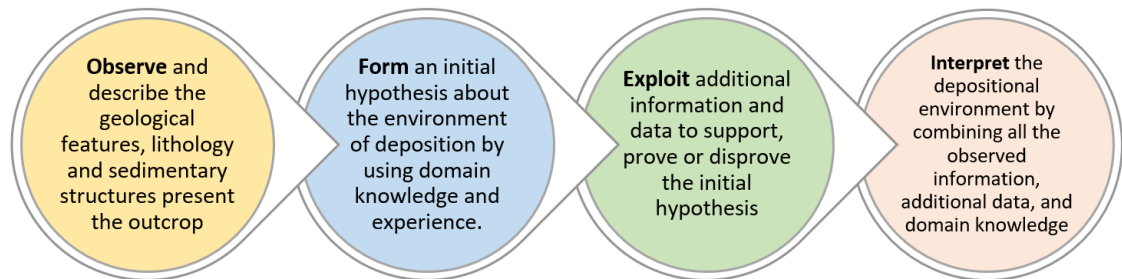 Observe and
describe the
geological
features, lithology
and sedimentary
structures present
the outcrop
Form an initial
hypothesis about
the environment
of deposition by
using domain
knowledge and
experience.
Exploit additional
information and
data to support,
prove or disprove
the initial
hypothesis
Interpret the
depositional
environment by
combining all the
observed
information,
additional data, and
domain knowledge